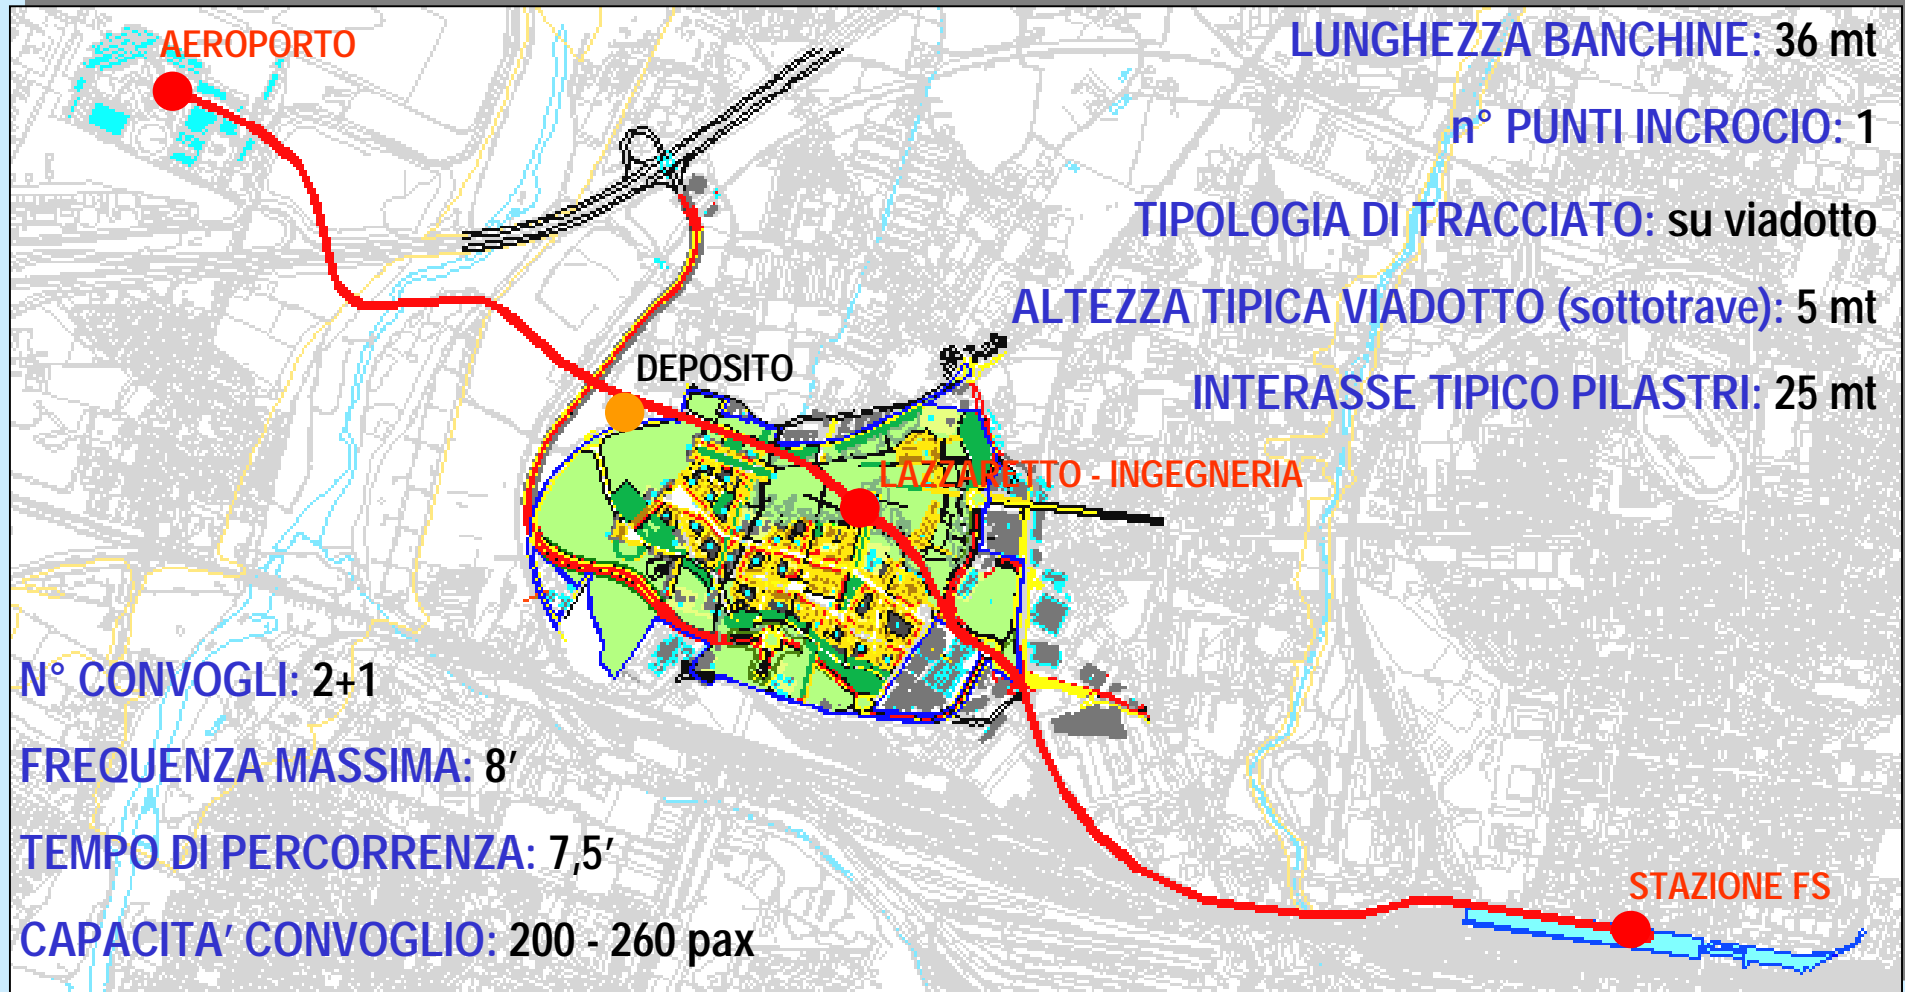 AEROPORTO
LUNGHEZZA BANCHINE: 36 mt
n° PUNTI INCROCIO: 1
TIPOLOGIA DI TRACCIATO: su viadotto
ALTEZZA TIPICA VIADOTTO (sottotrave): 5 mt
INTERASSE TIPICO PILASTRI: 25 mt
DEPOSITO
LAZZARETTO - INGEGNERIA
N° CONVOGLI: 2+1
FREQUENZA MASSIMA: 8’
TEMPO DI PERCORRENZA: 7,5’
CAPACITA’ CONVOGLIO: 200 - 260 pax
STAZIONE FS